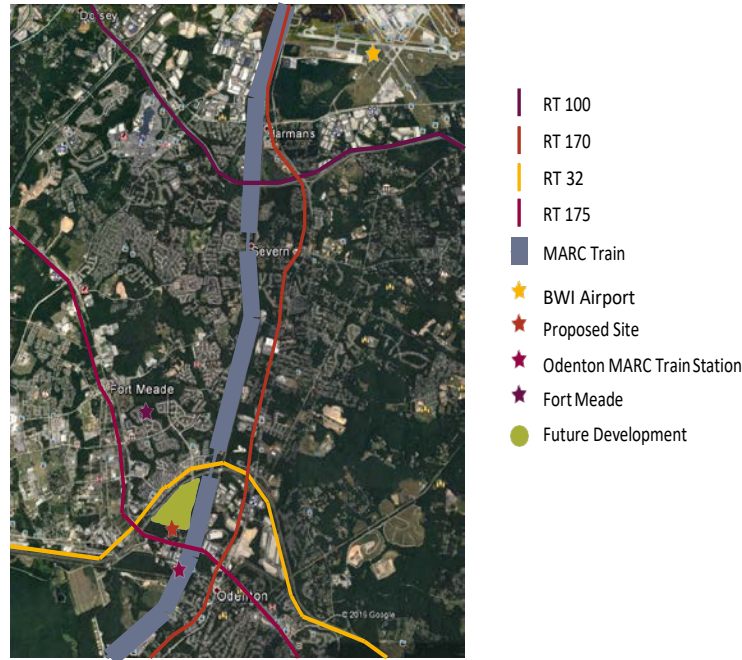 Dorsey
Harmans
Severn
Fort Meade
Odenton
© 2016 Google
RT 100
RT 170
RT 32
RT 175
MARC Train
BWI Airport
Proposed Site
Odenton MARC Train Station
Fort Meade
Future Development